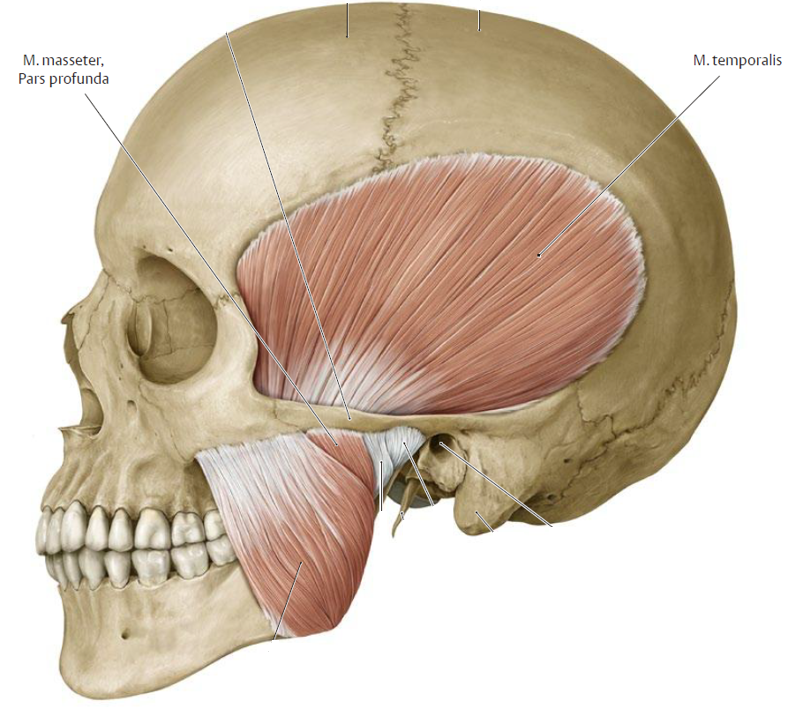 M. masseter,
Pars profunda
M. temporalis